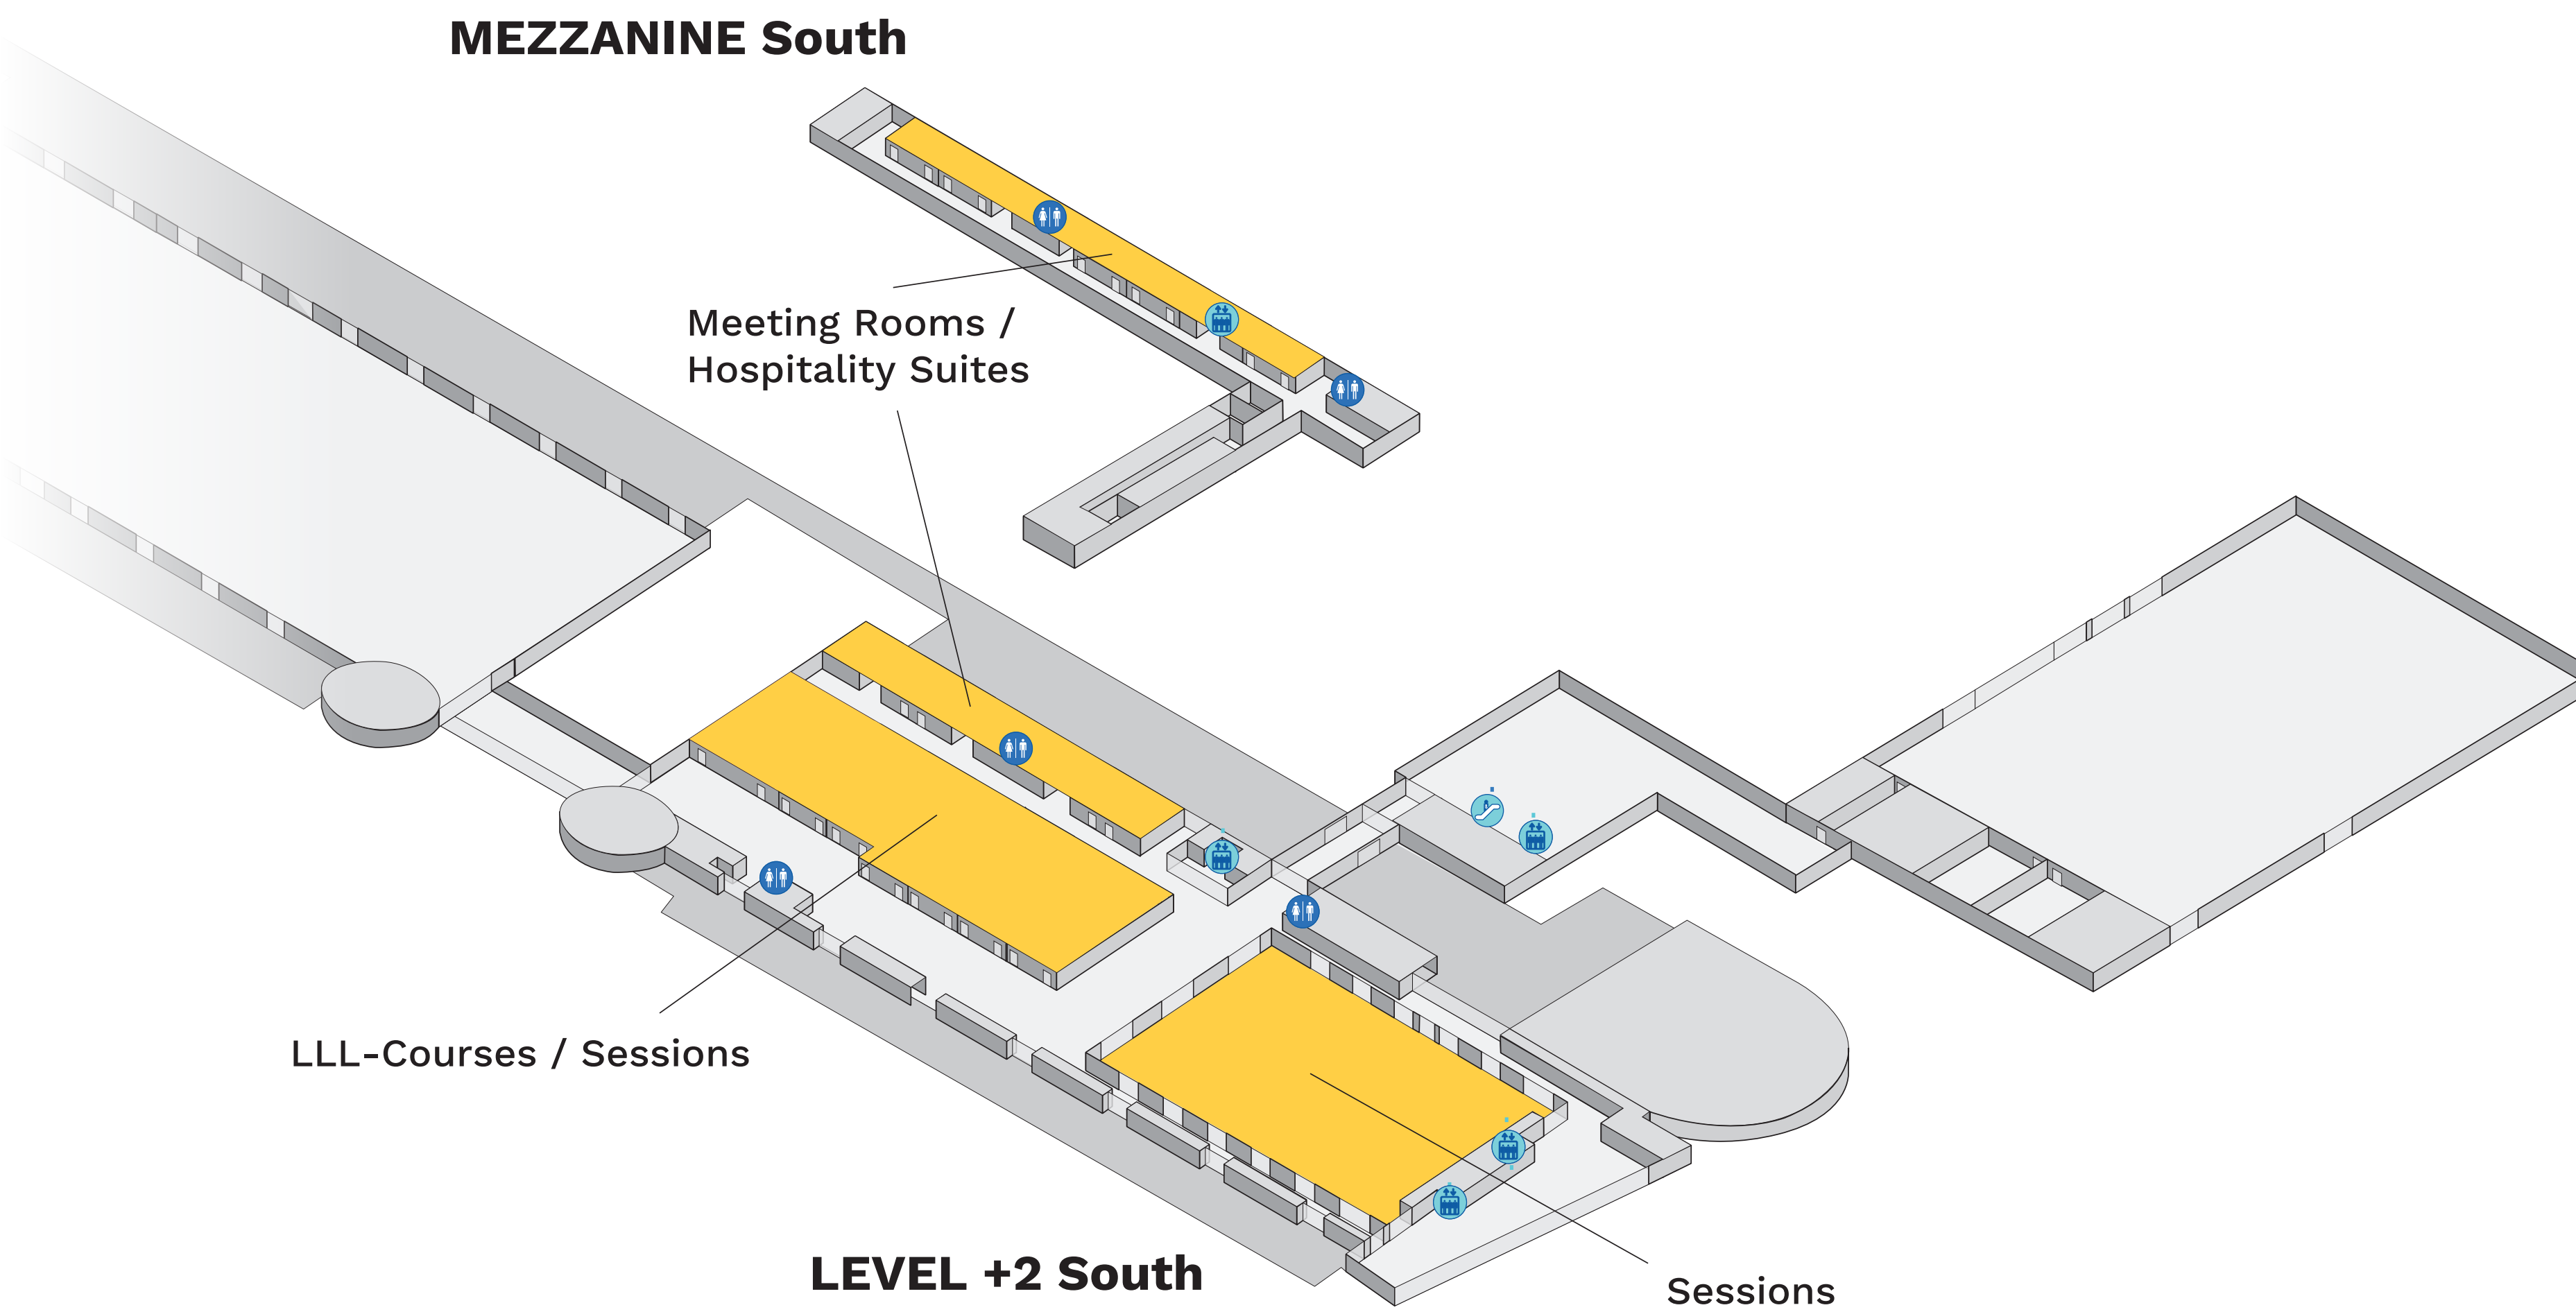 MEZZANINE South
Meeting Rooms /
Hospitality Suites
LLL-Courses / Sessions
LEVEL +2 South
Sessions